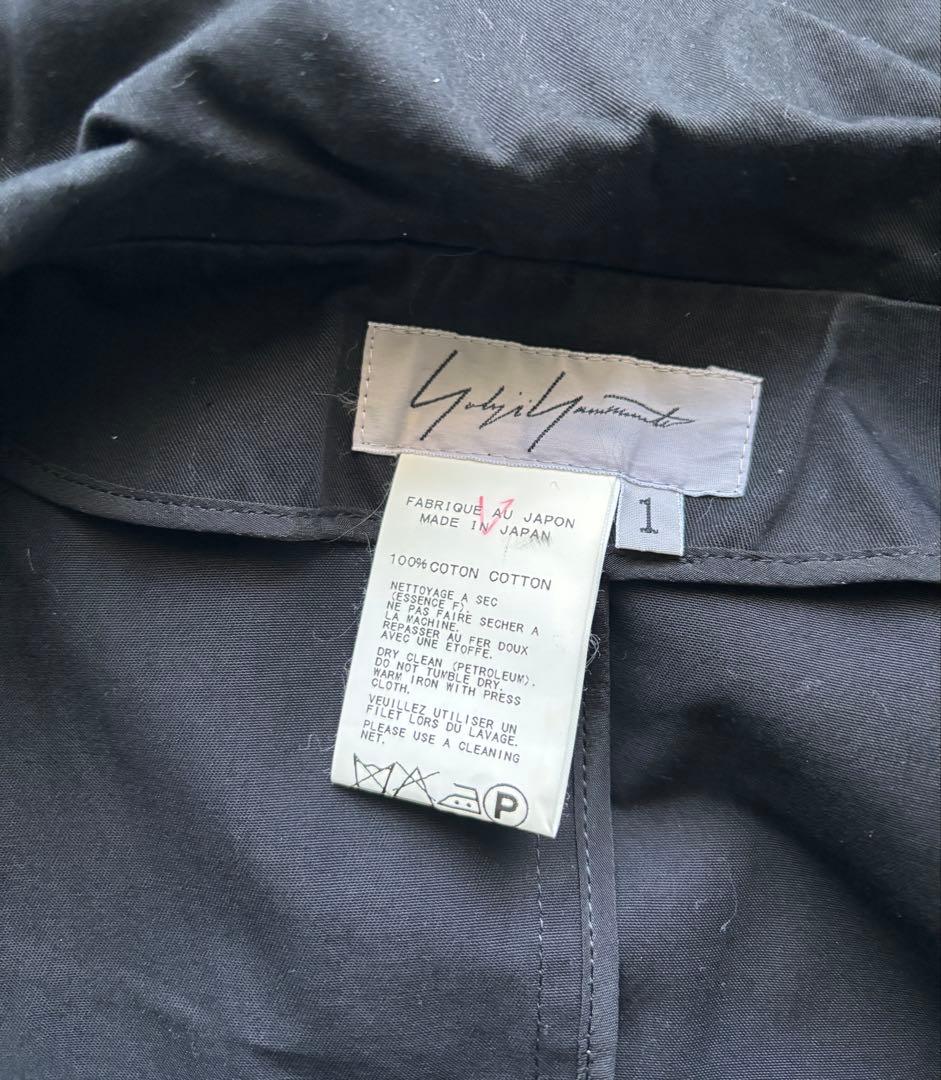 Yohji Yamamoto
1
FABRIQUÉ AU JAPON
MADE IN JAPAN
100% COTON COTTON
NETTOYAGE A SEC
(ESSENCE F).
NE PAS FAIRE SECHER A
LA MACHINE.
REPASSER AU FER DOUX
AVEC UNE ETOFFE.
DRY CLEAN (PETROLEUM).
DO NOT TUMBLE DRY.
WARM IRON WITH PRESS
CLOTH.
VEUILLEZ UTILISER UN
FILET LORS DU LAVAGE.
PLEASE USE A CLEANING
NET.
P